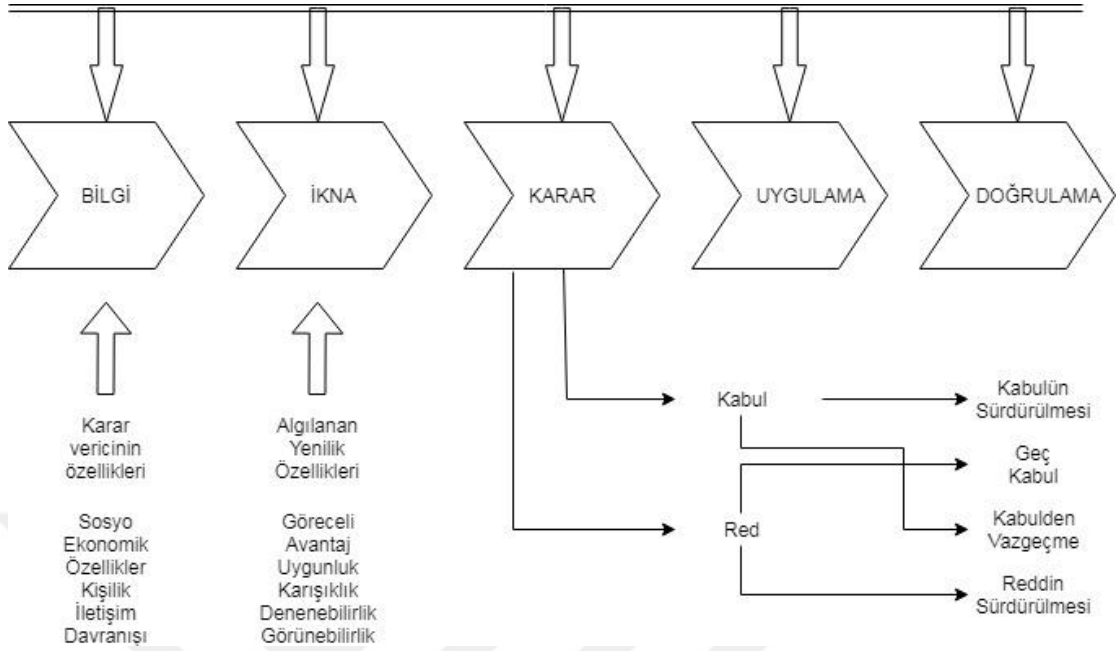 BİLGİ
İKNA
KARAR
UYGULAMA
DOĞRULAMA
Karar
vericinin
özellikleri
Sosyo
Ekonomik
Özellikler
Kişilik
İletişim
Davranışı
Algılanan
Yenilik
Özellikleri
Göreceli
Avantaj
Uygunluk
Karışıklık
Denenebilirlik
Görünebilirlik
Kabul
Red
Kabulün
Sürdürülmesi
Geç
Kabul
Kabulden
Vazgeçme
Reddin
Sürdürülmesi